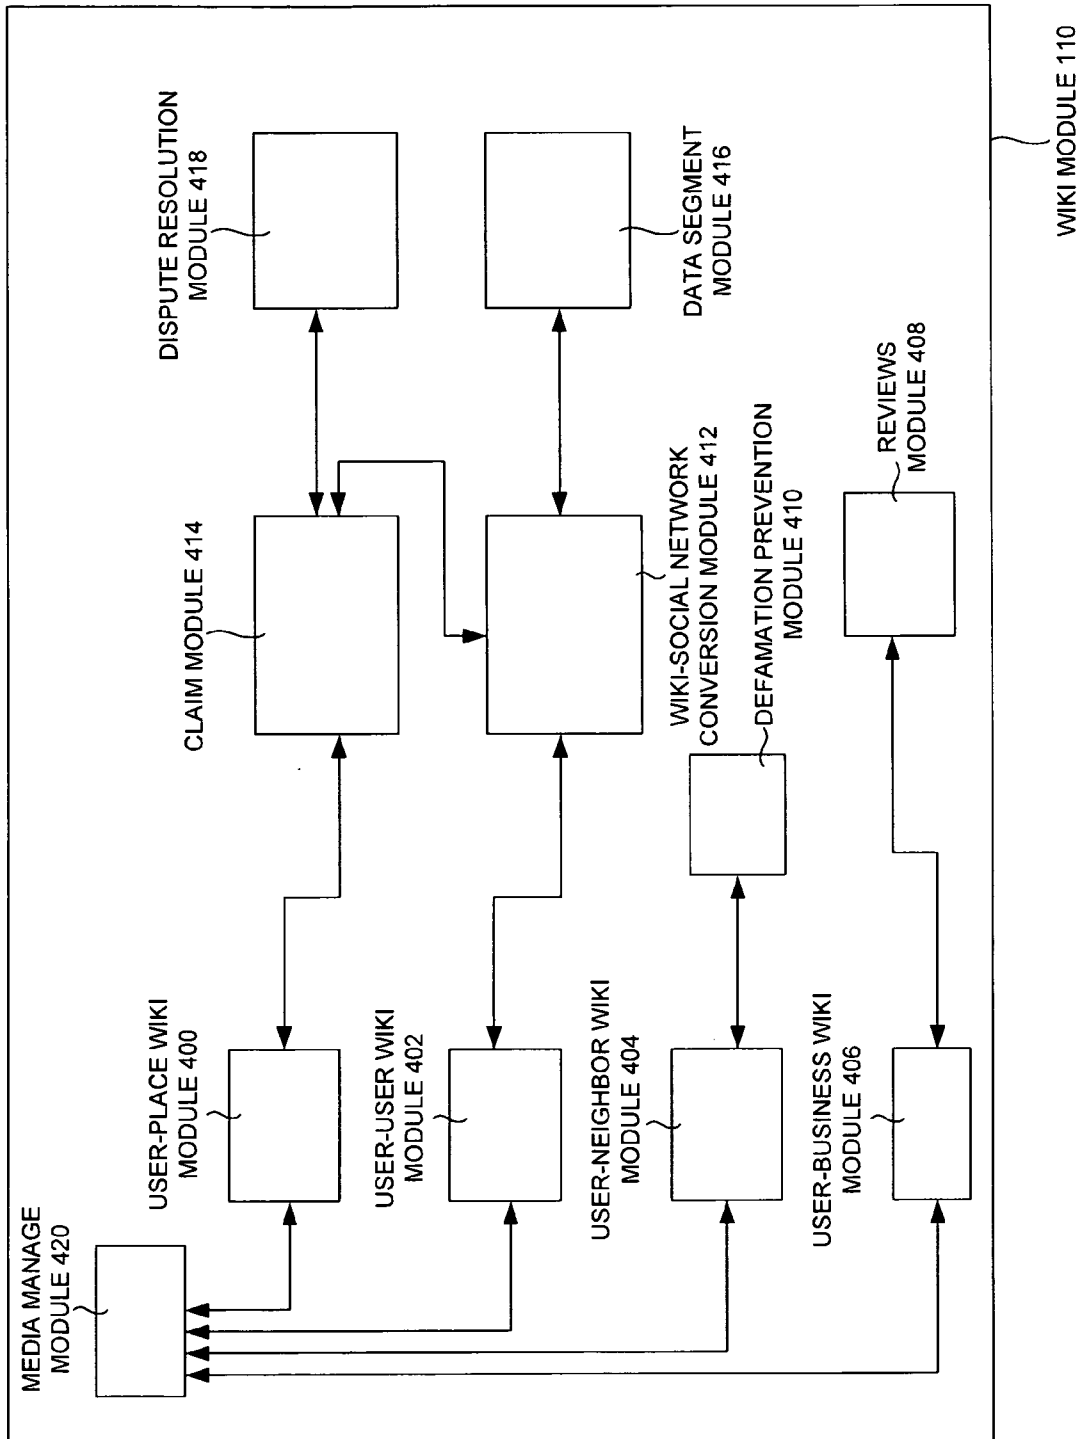 MEDIA MANAGE
MODULE 420
USER-PLACE WIKI
MODULE 400
CLAIM MODULE 414
DISPUTE RESOLUTION
MODULE 418
USER-USER WIKI
MODULE 402
WIKI-SOCIAL NETWORK
CONVERSION MODULE 412
DATA SEGMENT
MODULE 416
USER-NEIGHBOR WIKI
MODULE 404
DEFAMATION PREVENTION
MODULE 410
USER-BUSINESS WIKI
MODULE 406
REVIEWS
MODULE 408
WIKI MODULE 110